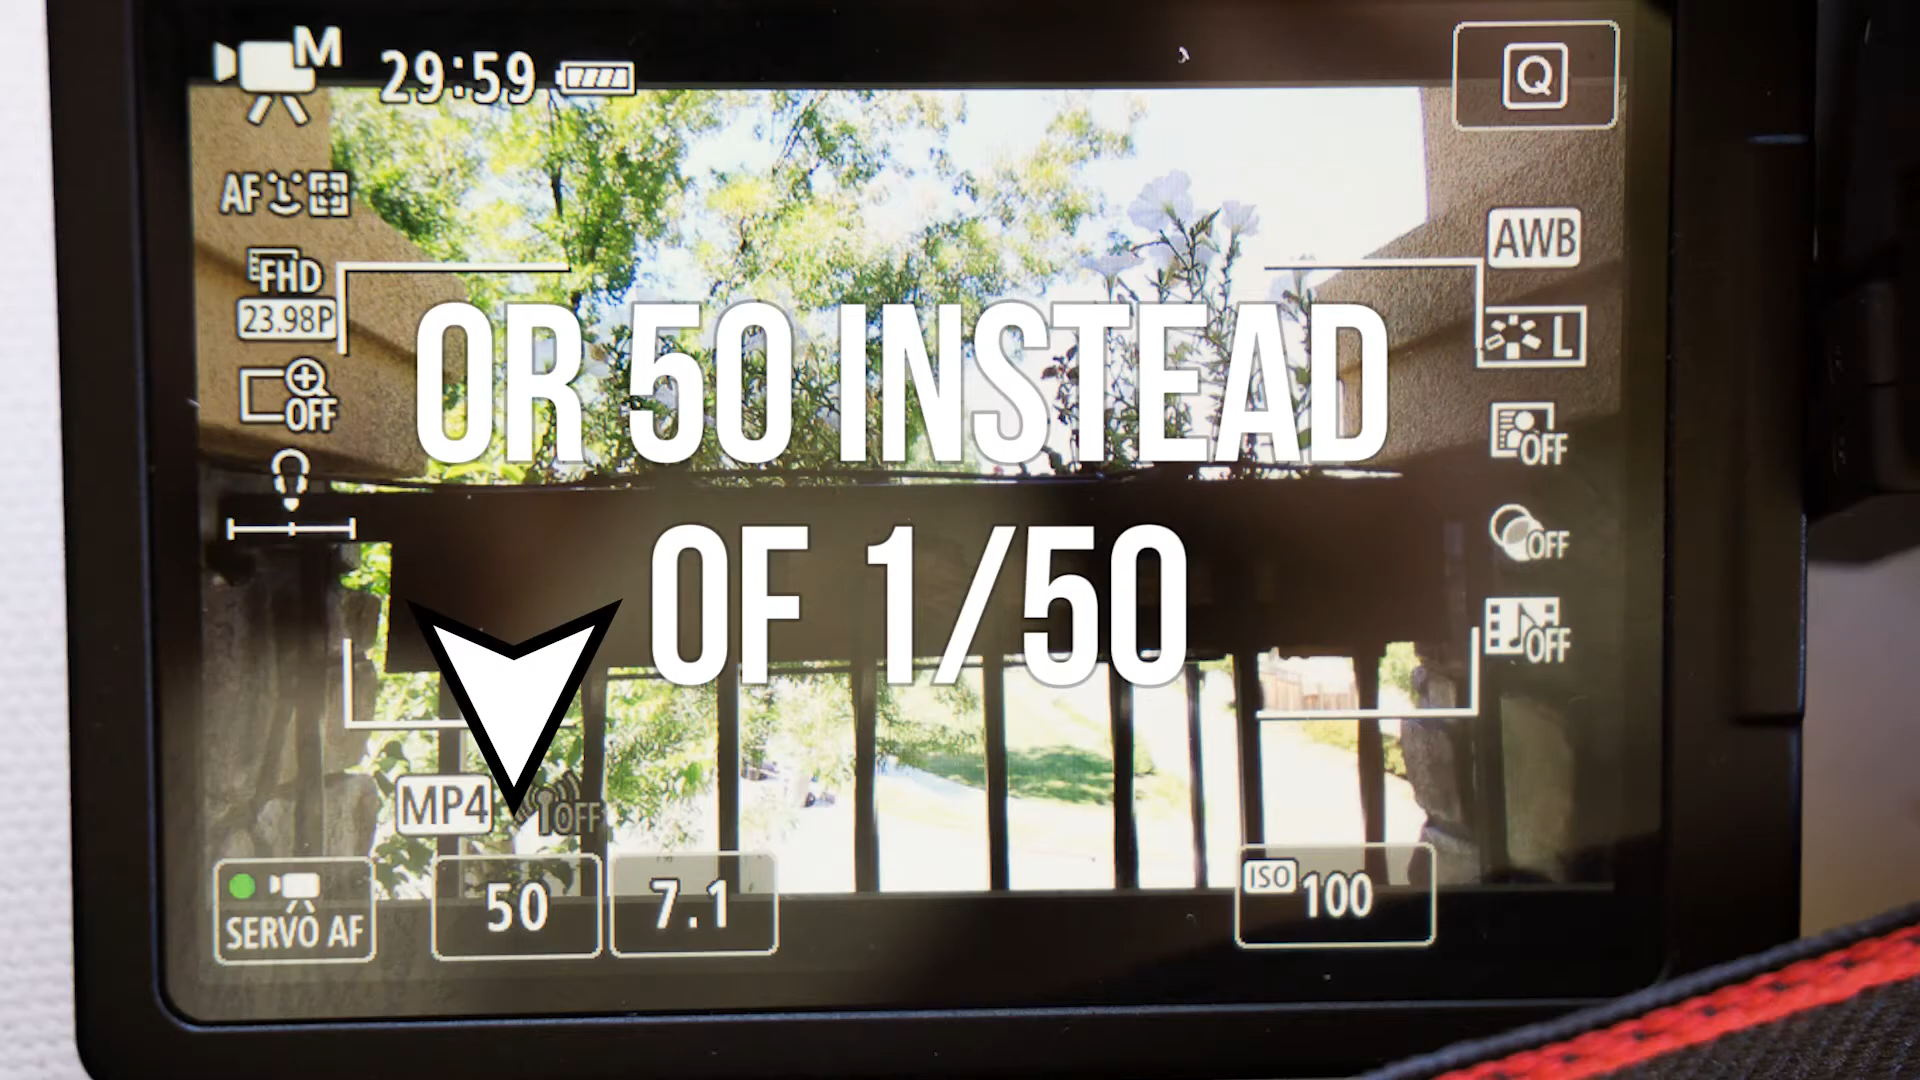 M
29:59
Q
AF
AWB
FHD
23.98P
L
OFF
OFF
OR 50 INSTEAD
OF 1/50
OFF
OFF
MP4
OFF
SERVO AF
50
7.1
ISO 100